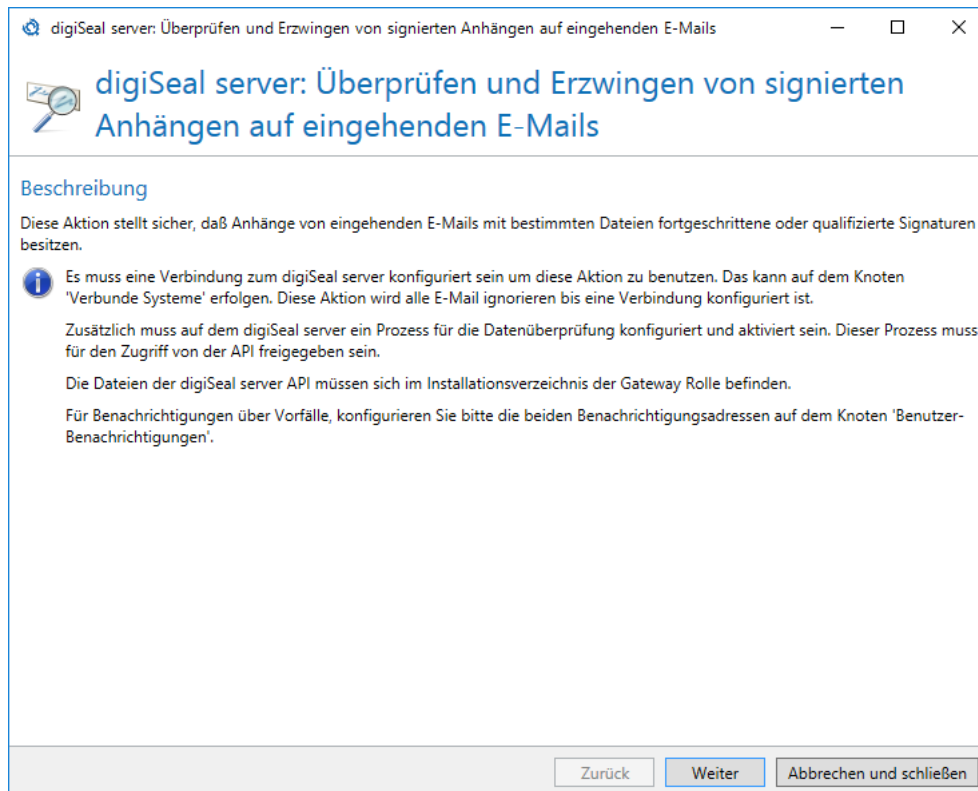 digiSeal server: Überprüfen und Erzwingen von signierten Anhängen auf eingehenden E-Mails
digiSeal server: Überprüfen und Erzwingen von signierten
Anhängen auf eingehenden E-Mails
Beschreibung
Diese Aktion stellt sicher, daß Anhänge von eingehenden E-Mails mit bestimmten Dateien fortgeschrittene oder qualifizierte Signaturen
besitzen.
Es muss eine Verbindung zum digiSeal server konfiguriert sein um diese Aktion zu benutzen. Das kann auf dem Knoten
'Verbunde Systeme' erfolgen. Diese Aktion wird alle E-Mail ignorieren bis eine Verbindung konfiguriert ist.
Zusätzlich muss auf dem digiSeal server ein Prozess für die Datenüberprüfung konfiguriert und aktiviert sein. Dieser Prozess muss
für den Zugriff von der API freigegeben sein.
Die Dateien der digiSeal server API müssen sich im Installationsverzeichnis der Gateway Rolle befinden.
Für Benachrichtigungen über Vorfälle, konfigurieren Sie bitte die beiden Benachrichtigungsadressen auf dem Knoten 'Benutzer-
Benachrichtigungen'.
Zurück
Weiter
Abbrechen und schließen